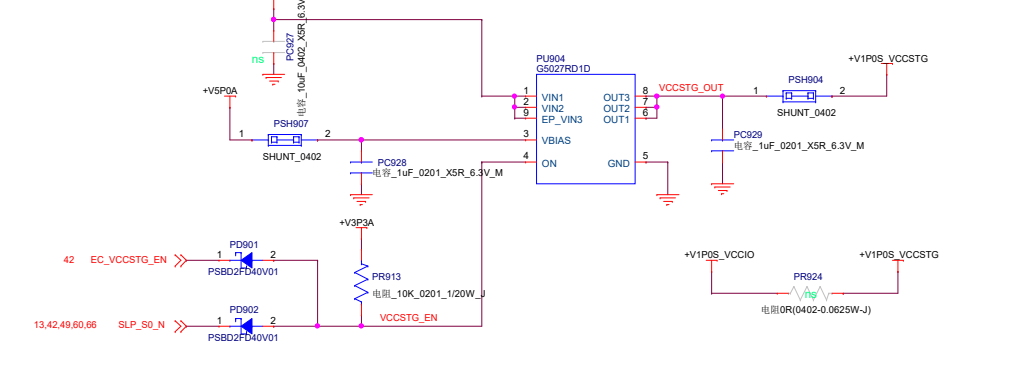 PC927
电容_10uF_0402_X5R_6.3V
ns
PU904
G5027RD1D
+V1P0S_VCCSTG
+V5P0A
1 VIN1 OUT3 8 VCCSTG_OUT 1 PSH904 2
2 VIN2 OUT2 7
SHUNT_0402
9 EP_VIN3 OUT1 6
PSH907
1 2
SHUNT_0402
3 VBIAS
PC929
电容_1uF_0201_X5R_6.3V_M
4 ON GND 5
PC928
电容_1uF_0201_X5R_6.3V_M
+V3P3A
42 EC_VCCSTG_EN 1 PD901 2
PSBD2FD40V01
PR913
电阻_10K_0201_1/20W_J
+V1P0S_VCCIO +V1P0S_VCCSTG
PR924
ns
电阻0R(0402-0.0625W-J)
13,42,49,60,66 SLP_S0_N 1 PD902 2
PSBD2FD40V01
VCCSTG_EN